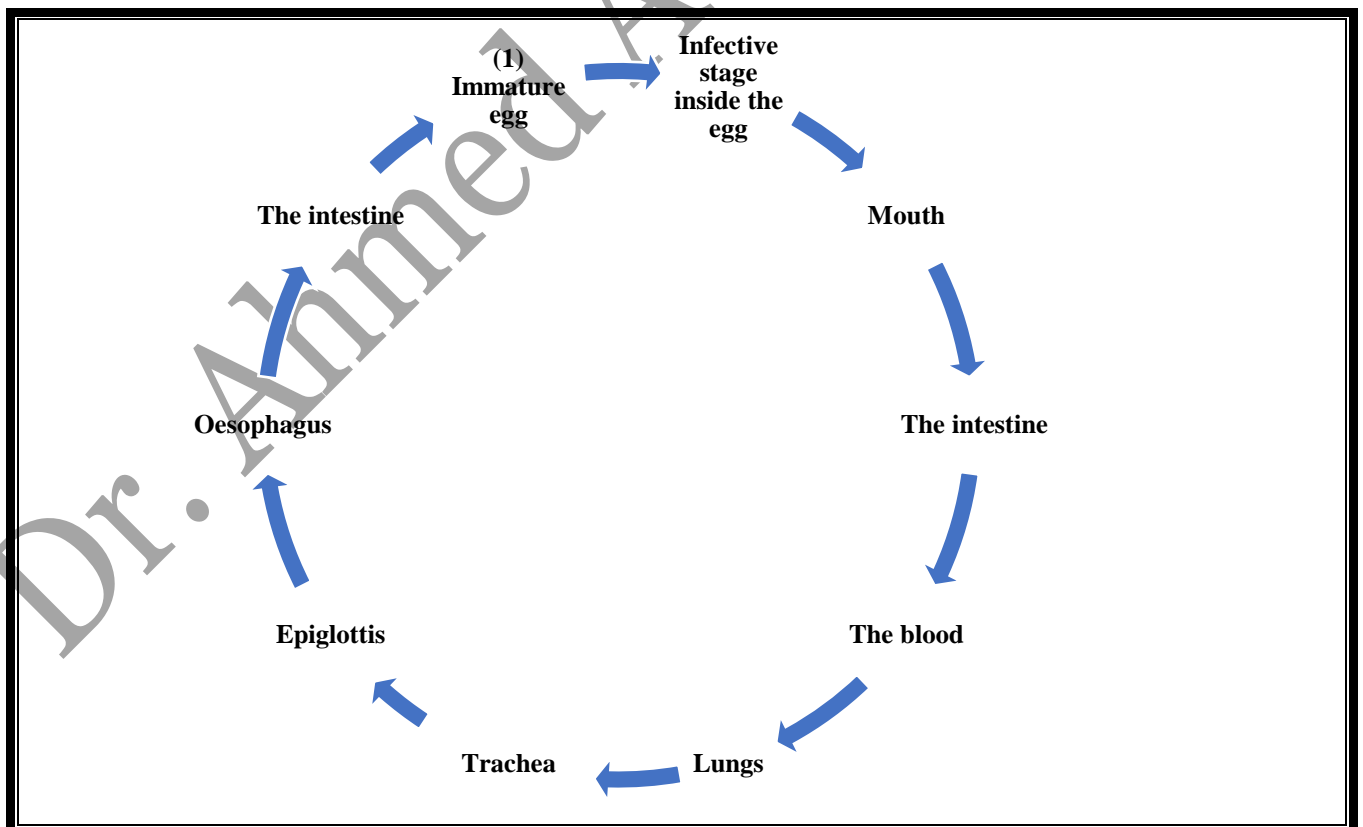 (1)
Immature
egg
Infective
stage
inside the
egg
Mouth
The intestine
The blood
Lungs
Trachea
Epiglottis
Oesophagus
The intestine
Dr. Ahmed A